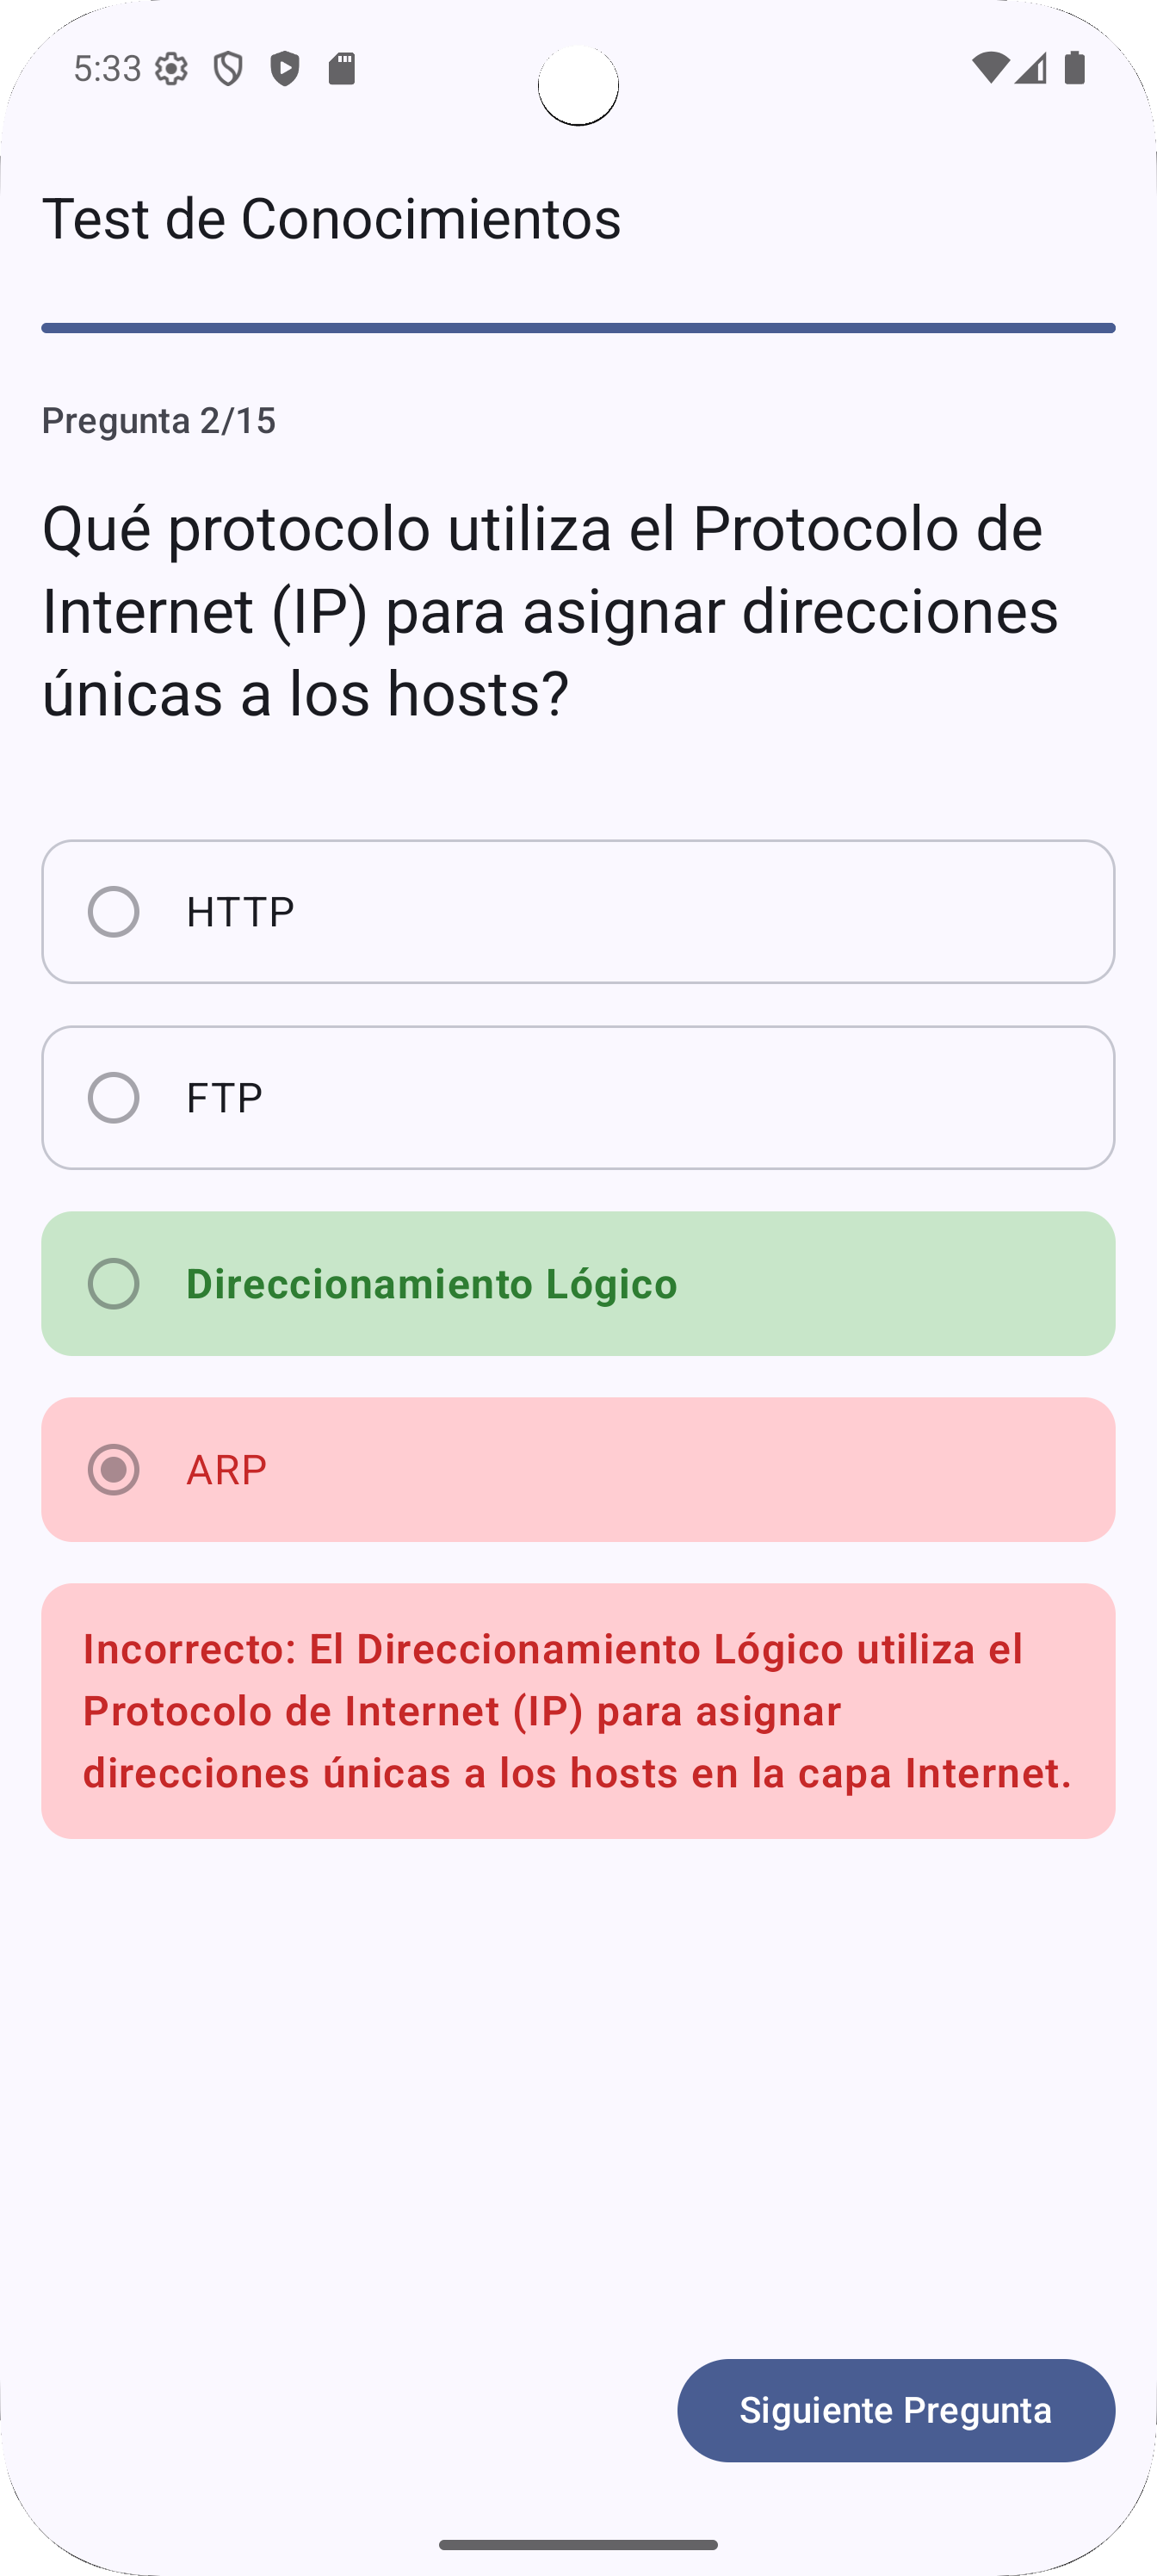 5:33
Test de Conocimientos
Pregunta 2/15
Qué protocolo utiliza el Protocolo de
Internet (IP) para asignar direcciones
únicas a los hosts?
HTTP
FTP
Direccionamiento Lógico
ARP
Incorrecto: El Direccionamiento Lógico utiliza el
Protocolo de Internet (IP) para asignar
direcciones únicas a los hosts en la capa Internet.
Siguiente Pregunta